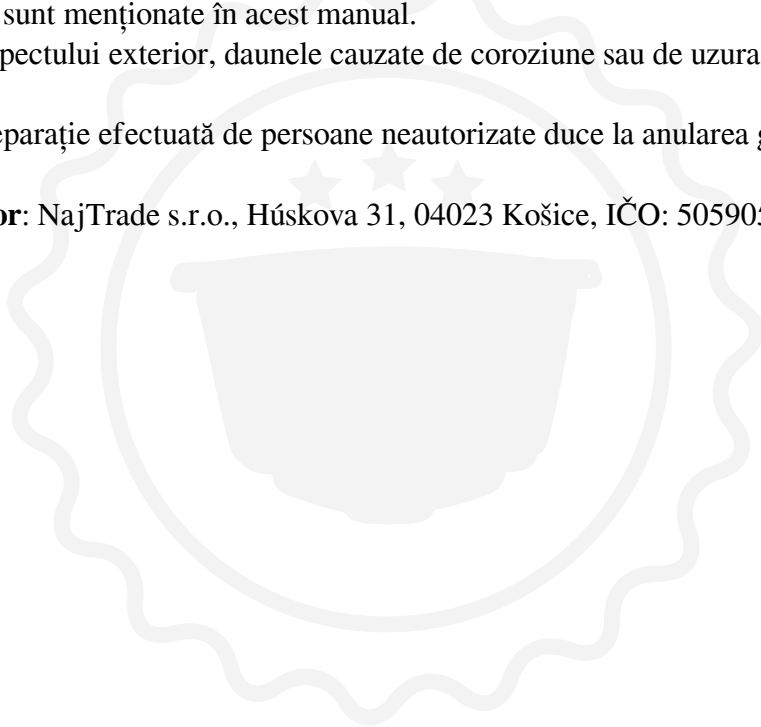 sunt menționate în acest manual.
pectului exterior, daunele cauzate de coroziune sau de uzura
eparație efectuată de persoane neautorizate duce la anularea
or: NajTrade s.r.o., Húskova 31, 04023 Košice, IČO: 505905